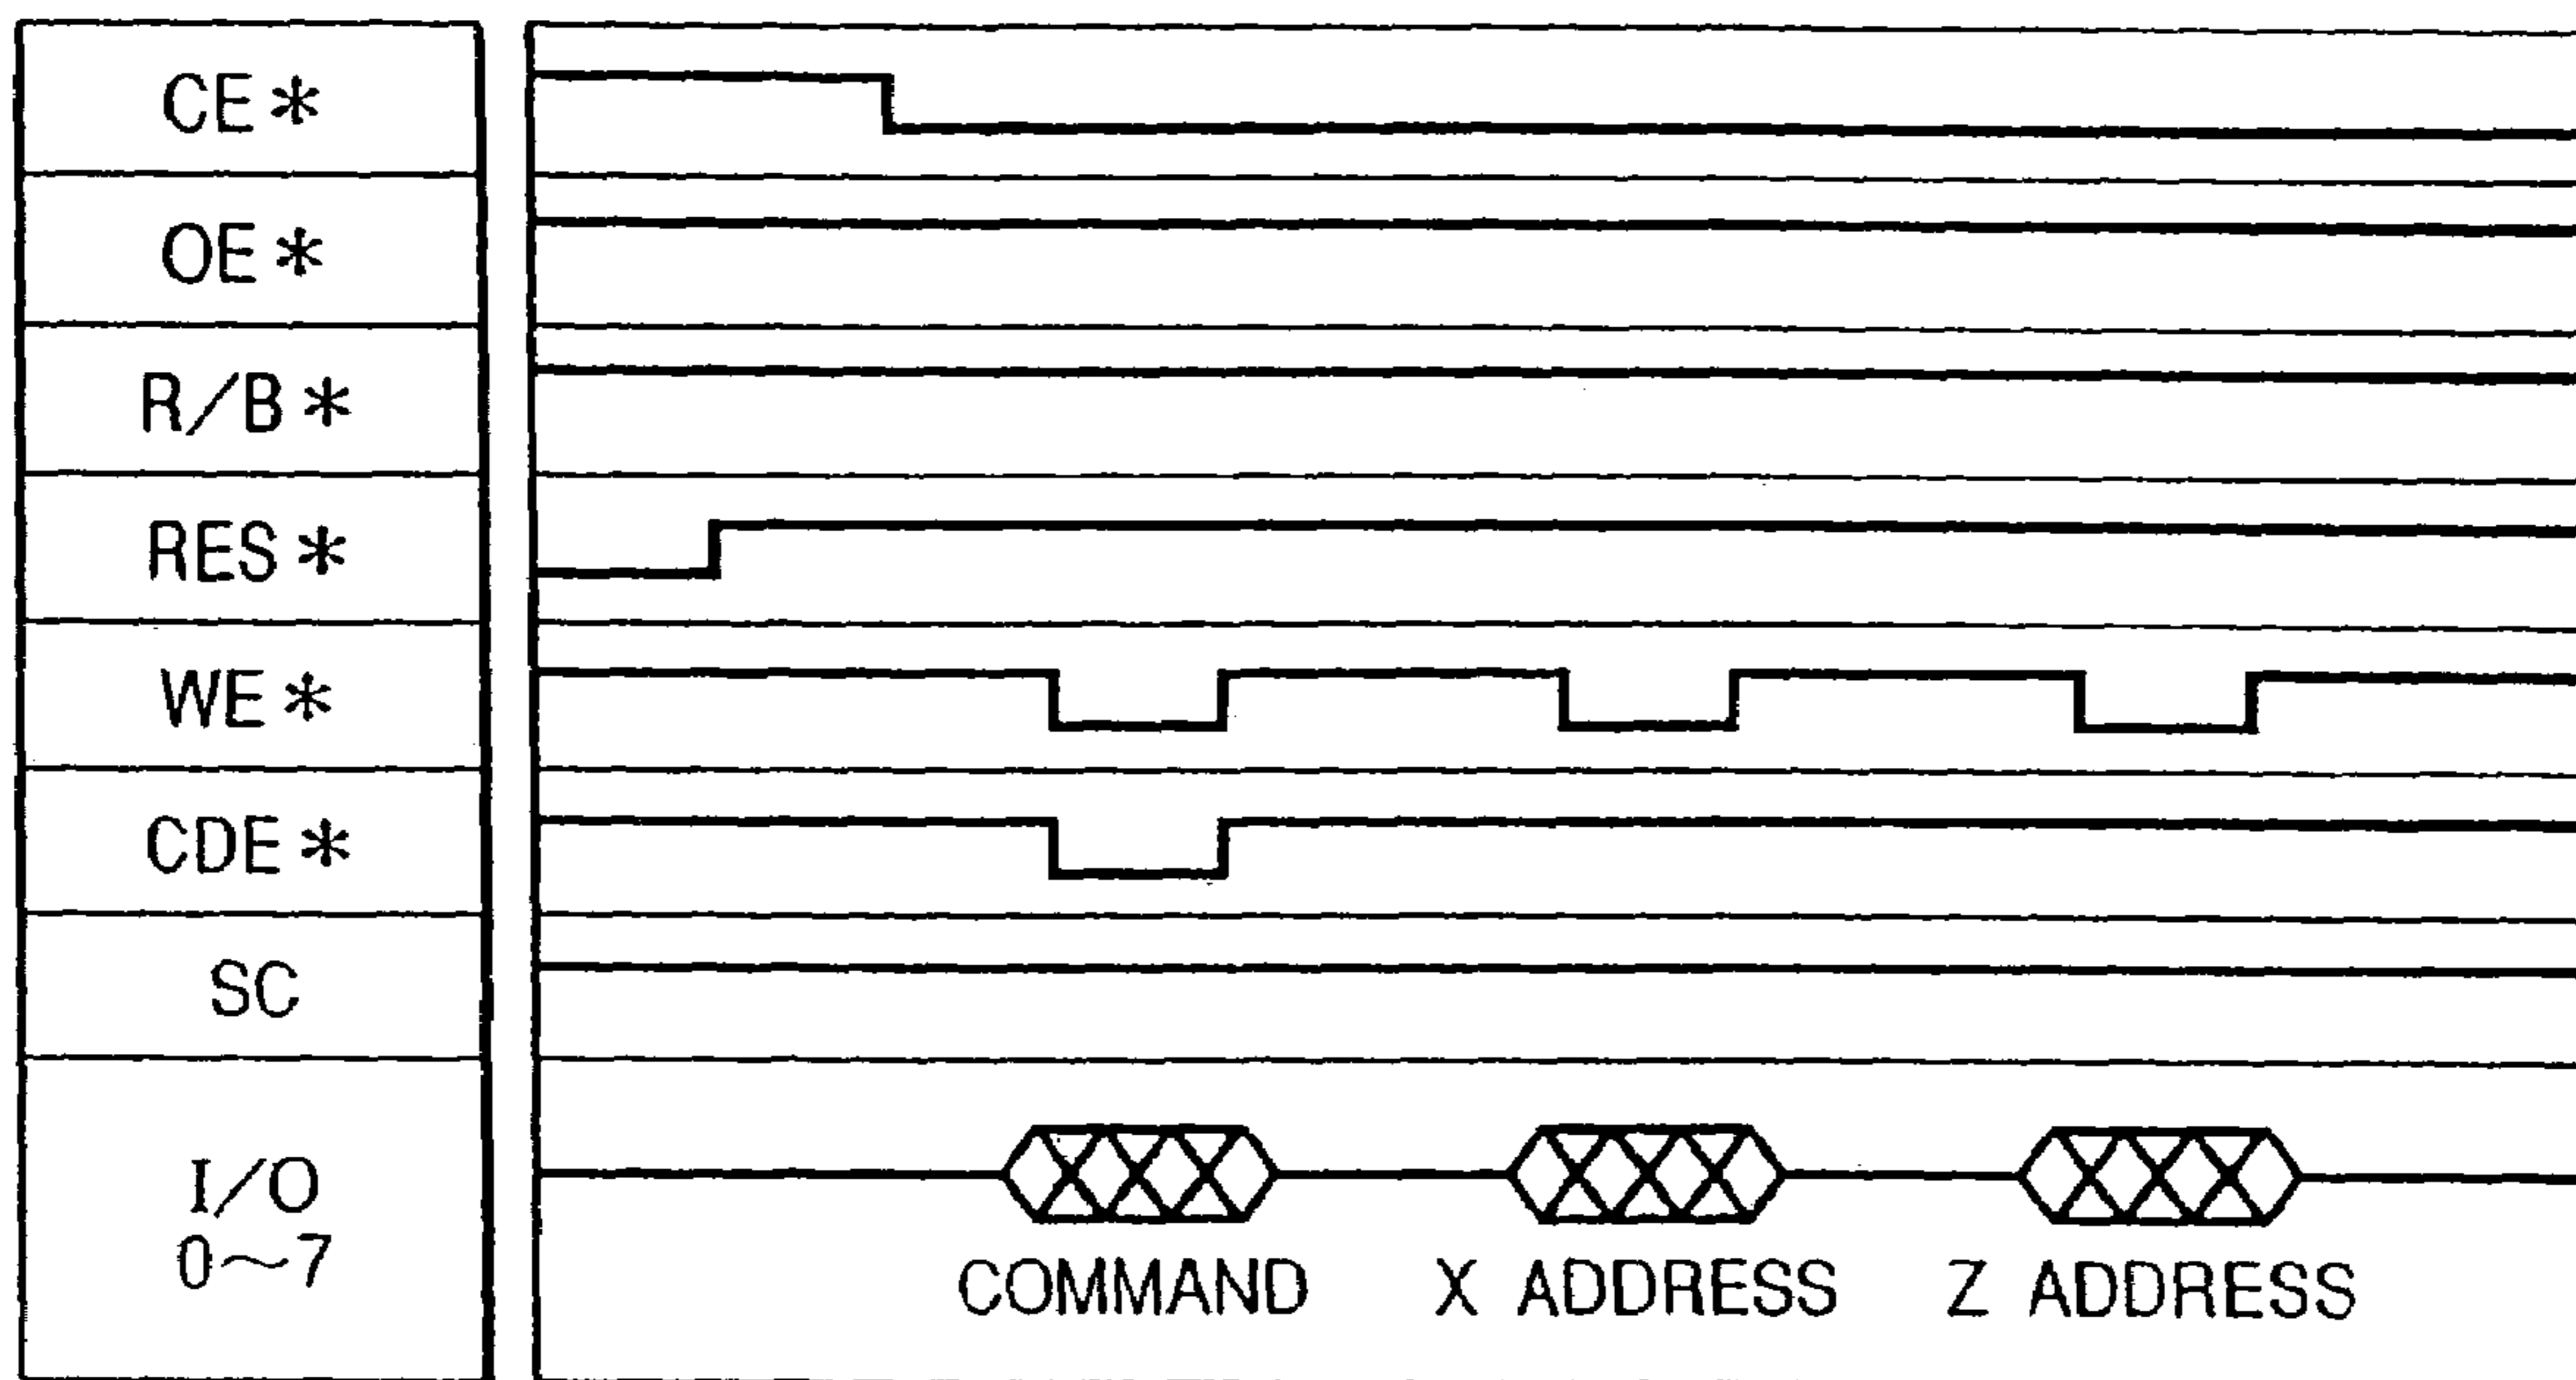 CE*
OE*
R/B*
RES*
WE*
CDE*
SC
I/O
0~7
COMMAND X ADDRESS Z ADDRESS